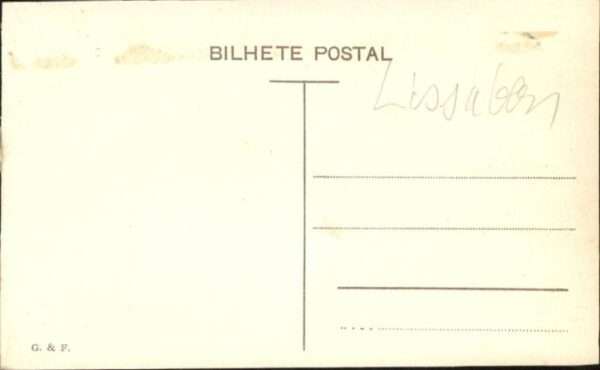 BILHETE POSTAL
Lissabon
G. & F.